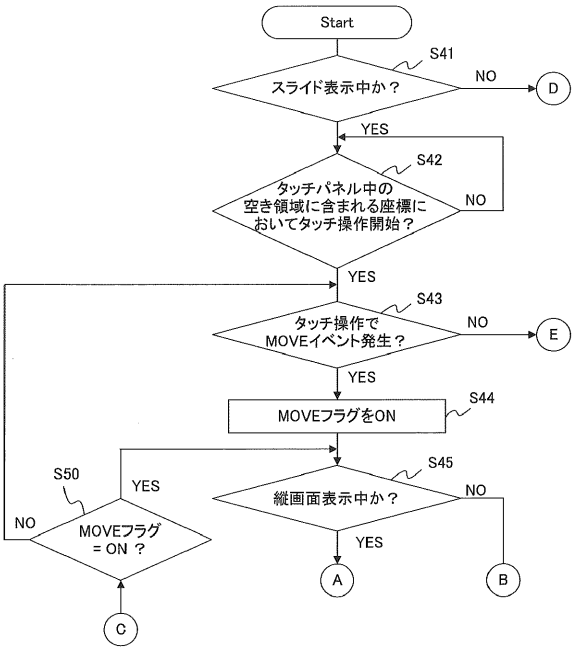 Start
S41
スライド表示中か？
NO
D
YES
S42
タッチパネル中の
空き領域に含まれる座標に
おいてタッチ操作開始？
NO
YES
S43
タッチ操作で
MOVEイベント発生？
NO
E
YES
S44
MOVEフラグをON
S45
縦画面表示中か？
NO
YES
A
B
S50
YES
NO
MOVEフラグ
= ON ？
C